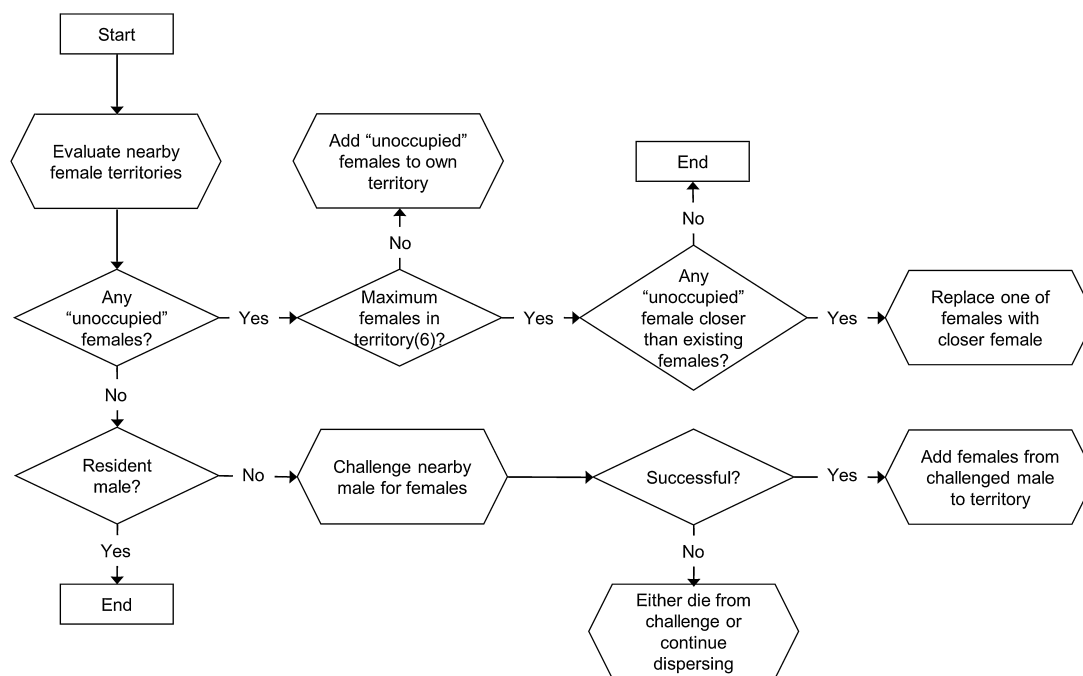 Start
Evaluate nearby
female territories
Any
“unoccupied”
females?
Yes
Maximum
females in
territory(6)?
No
Add “unoccupied”
females to own
territory
Yes
Any
“unoccupied”
female closer
than existing
females?
No
End
Yes
Replace one of
females with
closer female
No
Resident
male?
Yes
End
No
Challenge nearby
male for females
Successful?
Yes
Add females from
challenged male
to territory
No
Either die from
challenge or
continue
dispersing